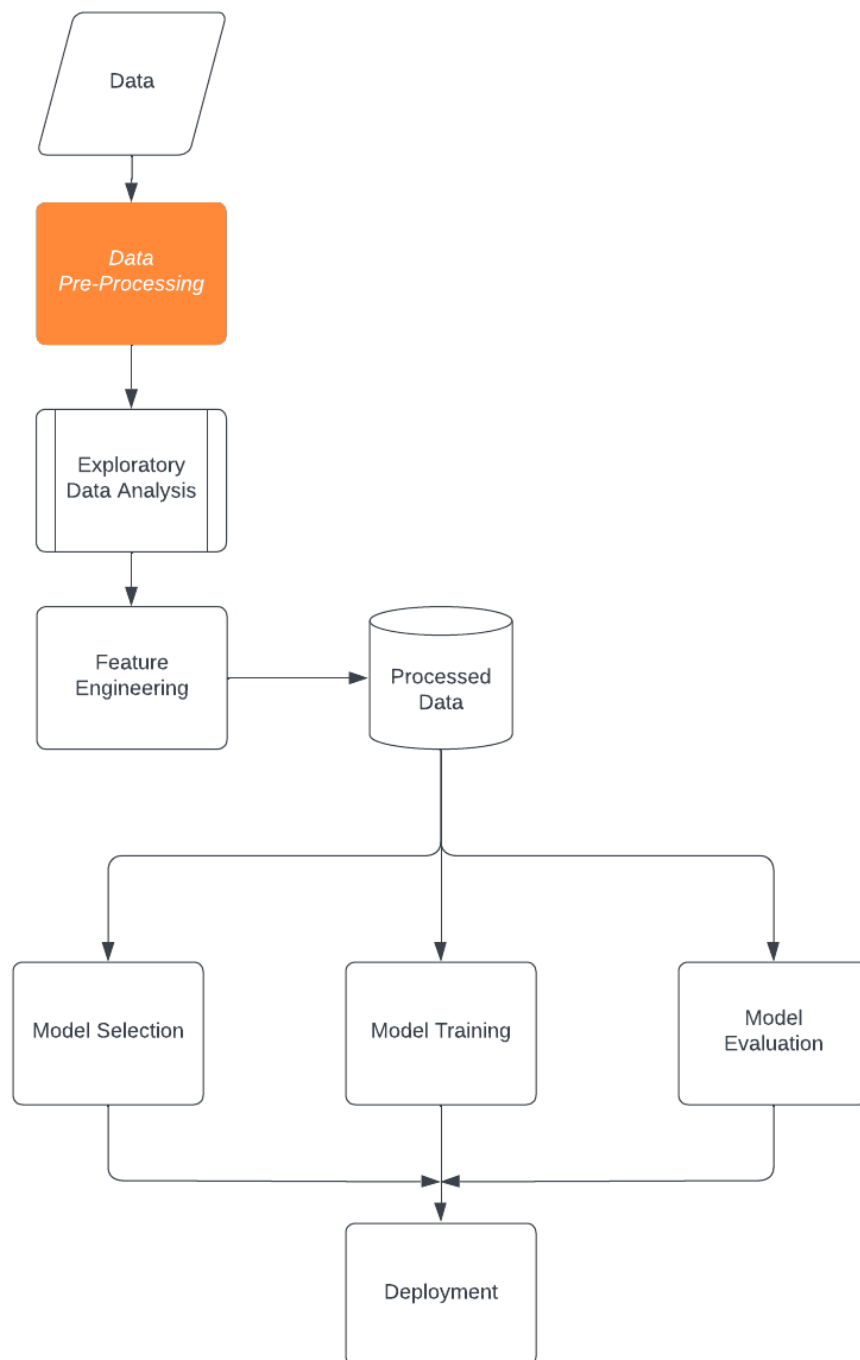 Data
Data
Pre-Processing
Exploratory
Data Analysis
Feature
Engineering
Processed
Data
Model Selection
Model Training
Model
Evaluation
Deployment